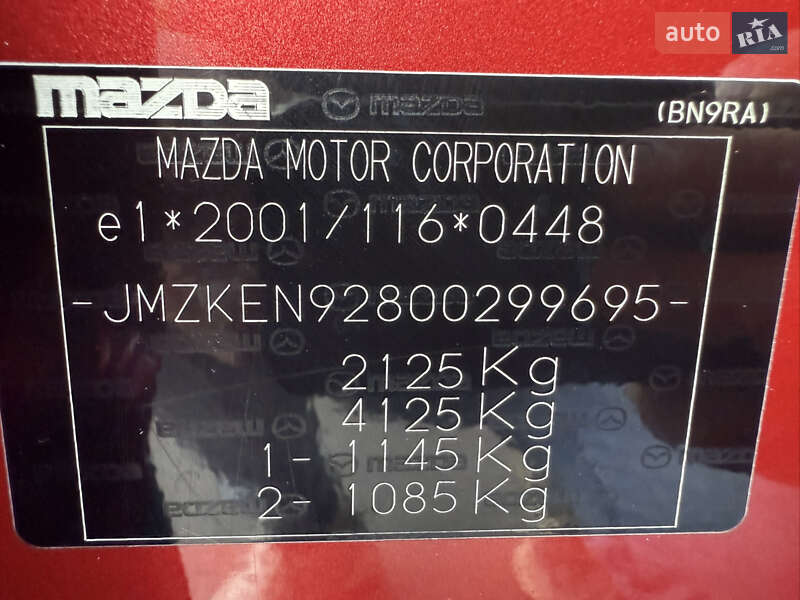 auto RIA.com
mazda mazda (BN9RA)
MAZDA MOTOR CORPORATION
e1*2001/116*0448
-JMZKEN92800299695-
2125Kg
4125Kg
1-1145Kg
2-1085Kg